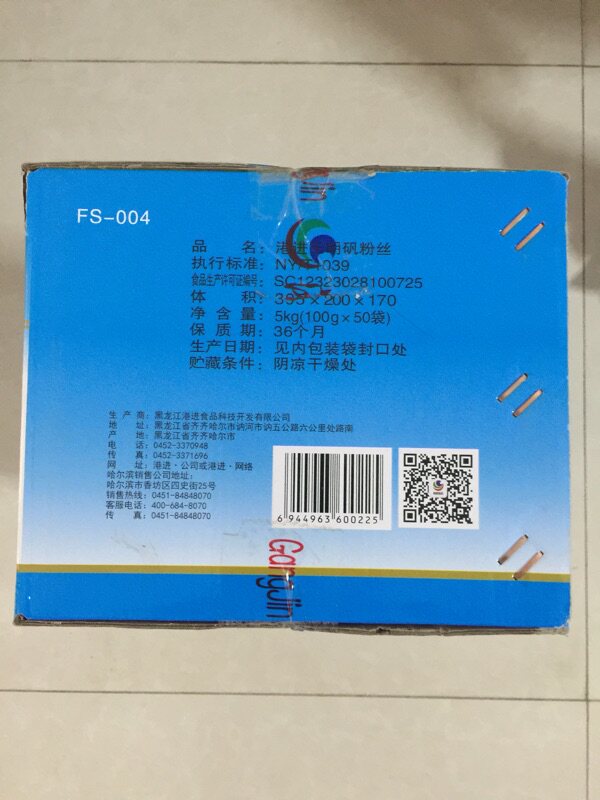 FS-004
品 名：港进 明矾粉丝
执行标准：NY/ 1039
食品生产许可证编号：SC12323028100725
体 积：395×200×170
净 含 量：5kg(100g×50袋)
保 质 期：36个月
生产日期：见内包装袋封口处
贮藏条件：阴凉干燥处
生 产 商：黑龙江港进食品科技开发有限公司
地 址：黑龙江省齐齐哈尔市讷河市讷五公路六公里处路南
产 地：黑龙江省齐齐哈尔市
电 话：0452-3370948
传 真：0452-3371696
网 址：港进·公司或港进·网络
哈尔滨销售公司地址：
哈尔滨市香坊区四史街25号
销售热线：0451-84848070
客服电话：400-684-8070
传 真：0451-84848070
6 944963 600225
GangJin